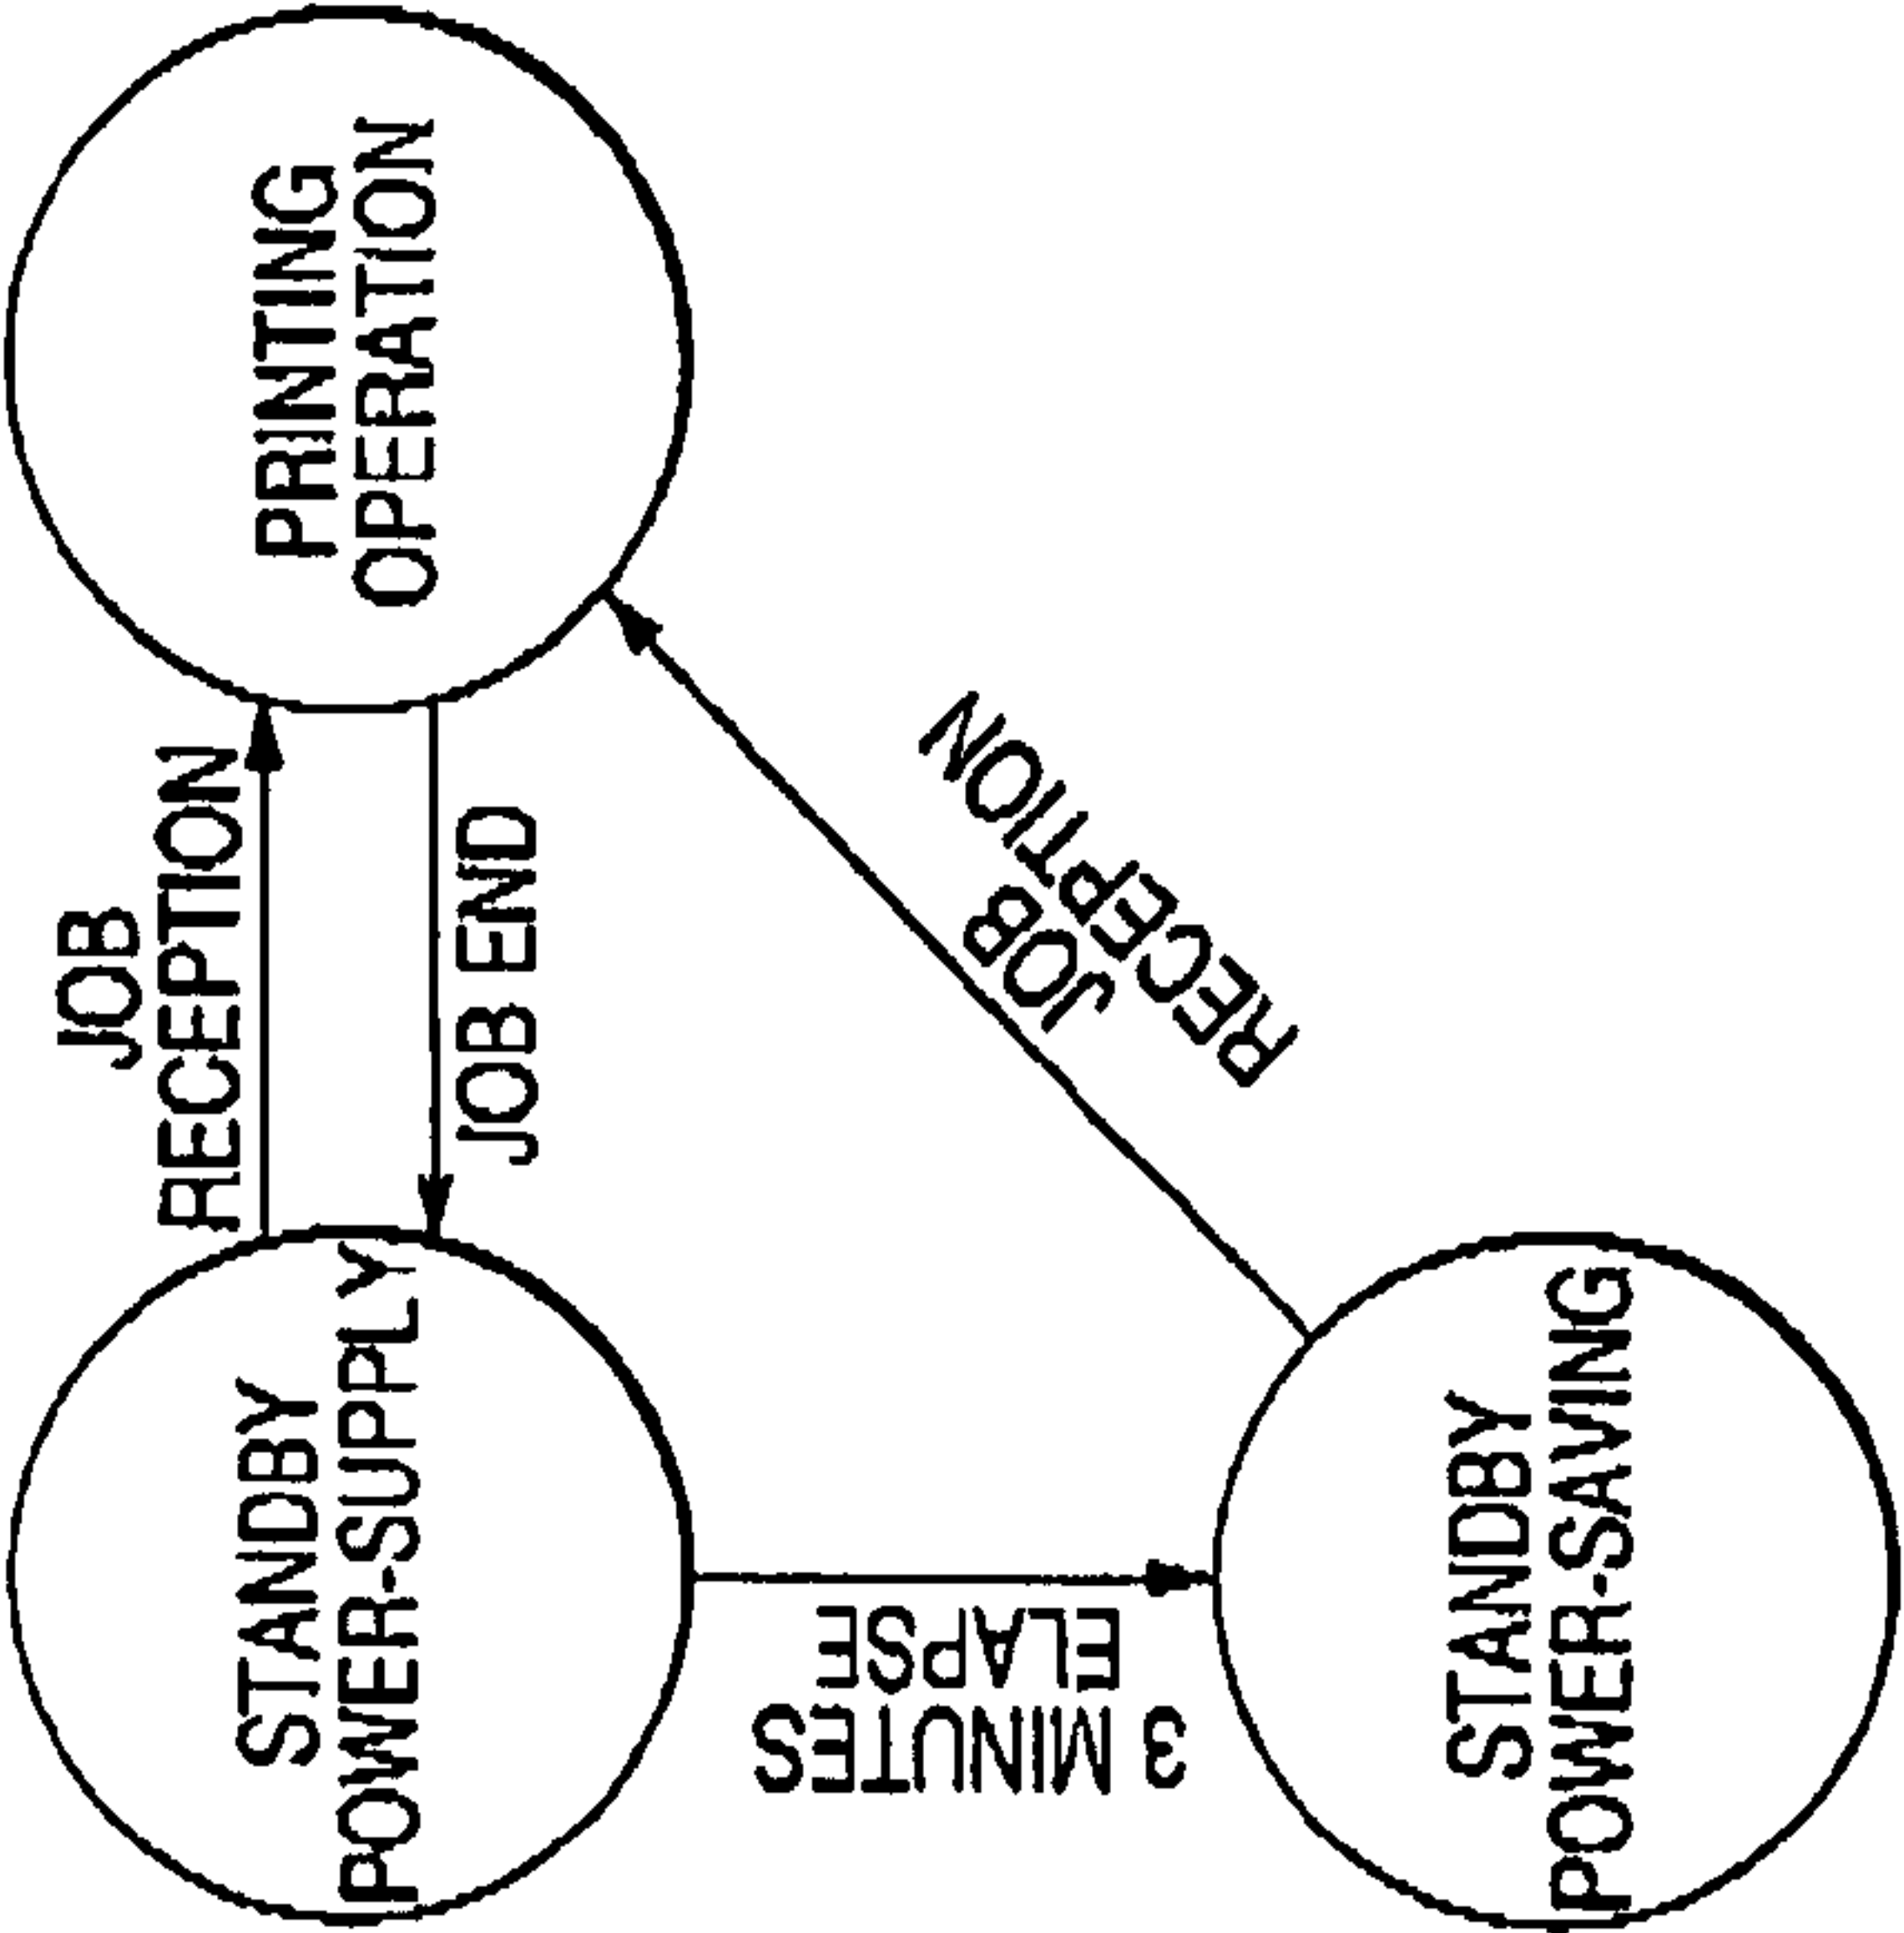 STANDBY
POWER-SUPPLY
JOB
RECEPTION
JOB END
PRINTING
OPERATION
3 MINUTES
ELAPSE
JOB
RECEPTION
STANDBY
POWER-SAVING